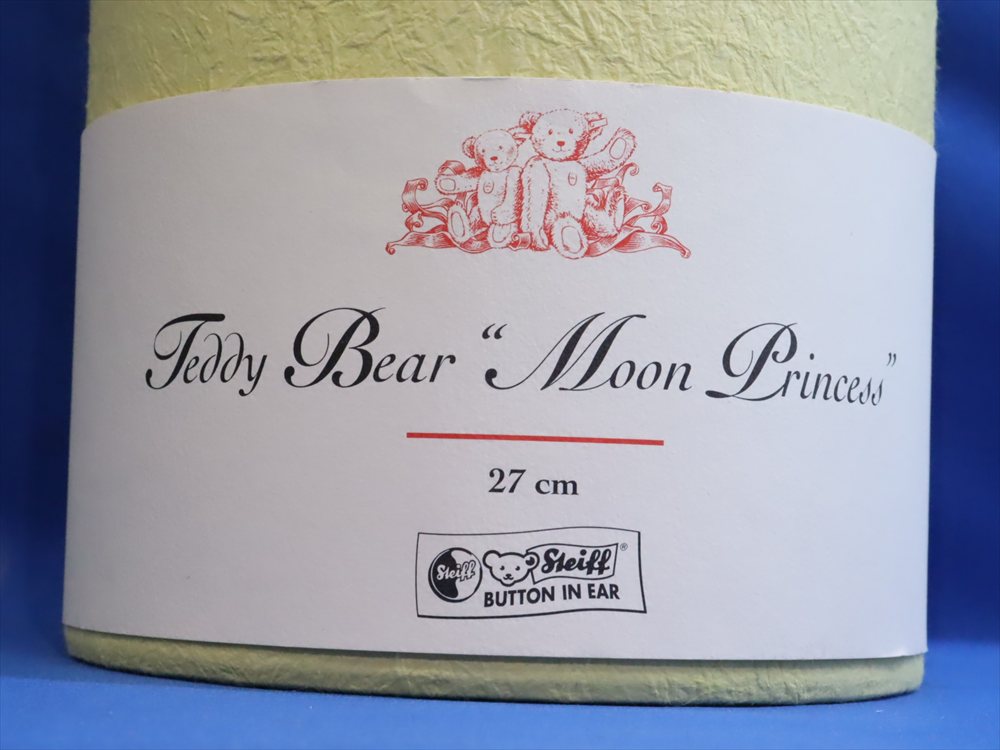 Teddy Bear “Moon Princess”
27 cm
Steiff Steiff®
BUTTON IN EAR